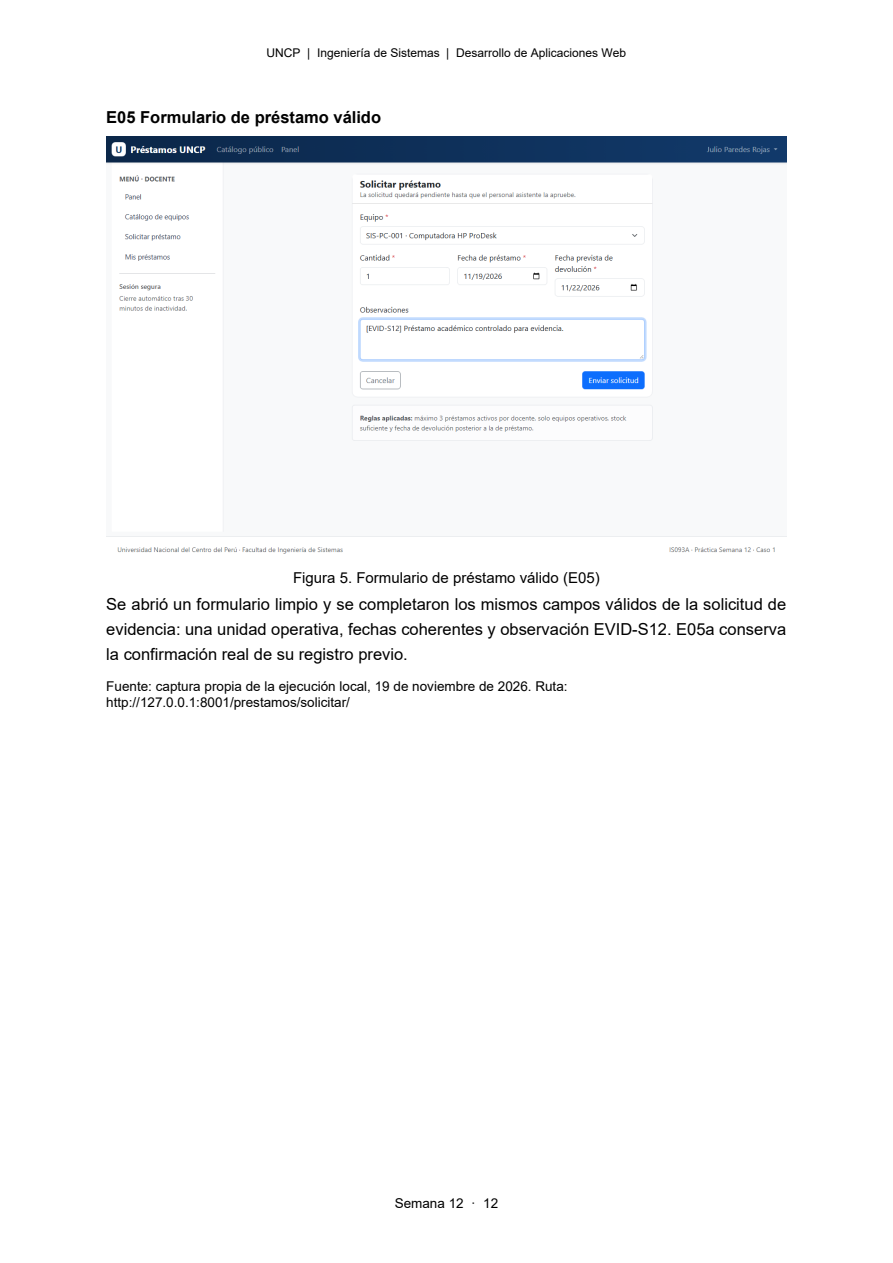 UNCP | Ingeniería de Sistemas | Desarrollo de Aplicaciones Web
E05 Formulario de préstamo válido
U Préstamos UNCP Catálogo público Panel Julio Paredes Rojas
MENÚ · DOCENTE
Panel
Catálogo de equipos
Solicitar préstamo
Mis préstamos
Sesión segura
Cierre automático tras 30
minutos de inactividad.
Solicitar préstamo
La solicitud quedará pendiente hasta que el personal asistente la apruebe.
Equipo *
SIS-PC-001 · Computadora HP ProDesk
Cantidad *
1
Fecha de préstamo *
11/19/2026
Fecha prevista de
devolución *
11/22/2026
Observaciones
[EVID-S12] Préstamo académico controlado para evidencia.
Cancelar
Enviar solicitud
Reglas aplicadas: máximo 3 préstamos activos por docente, solo equipos operativos, stock
suficiente y fecha de devolución posterior a la de préstamo.
Universidad Nacional del Centro del Perú · Facultad de Ingeniería de Sistemas
IS093A · Práctica Semana 12 · Caso 1
Figura 5. Formulario de préstamo válido (E05)
Se abrió un formulario limpio y se completaron los mismos campos válidos de la solicitud de
evidencia: una unidad operativa, fechas coherentes y observación EVID-S12. E05a conserva
la confirmación real de su registro previo.
Fuente: captura propia de la ejecución local, 19 de noviembre de 2026. Ruta:
http://127.0.0.1:8001/prestamos/solicitar/
Semana 12 · 12